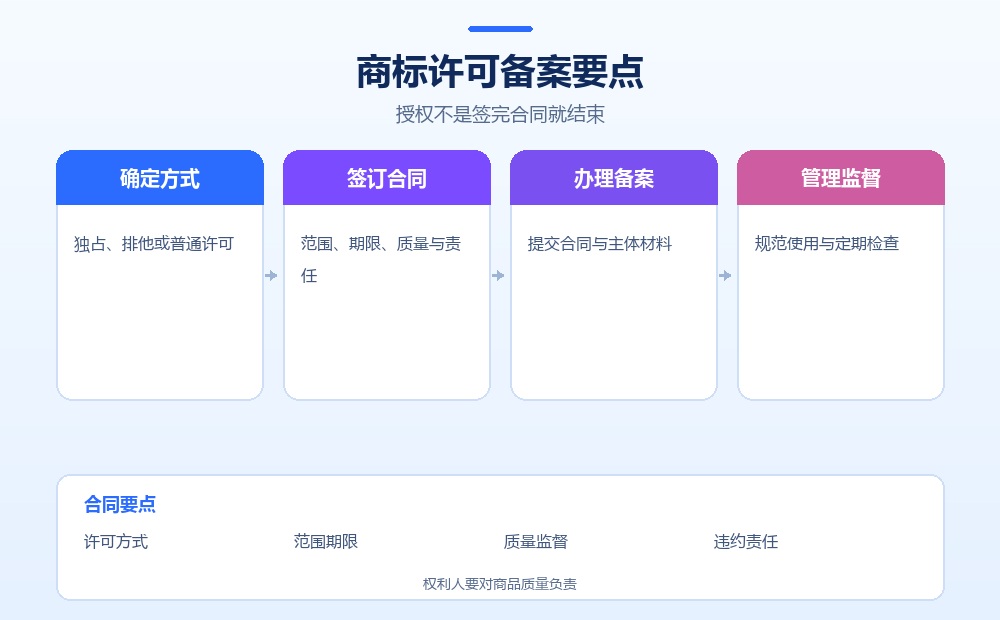 商标许可备案要点
授权不是签完合同就结束
确定方式
独占、排他或普通许可
签订合同
范围、期限、质量与责
任
办理备案
提交合同与主体材料
管理监督
规范使用与定期检查
合同要点
许可方式
范围期限
质量监督
违约责任
权利人要对商品质量负责